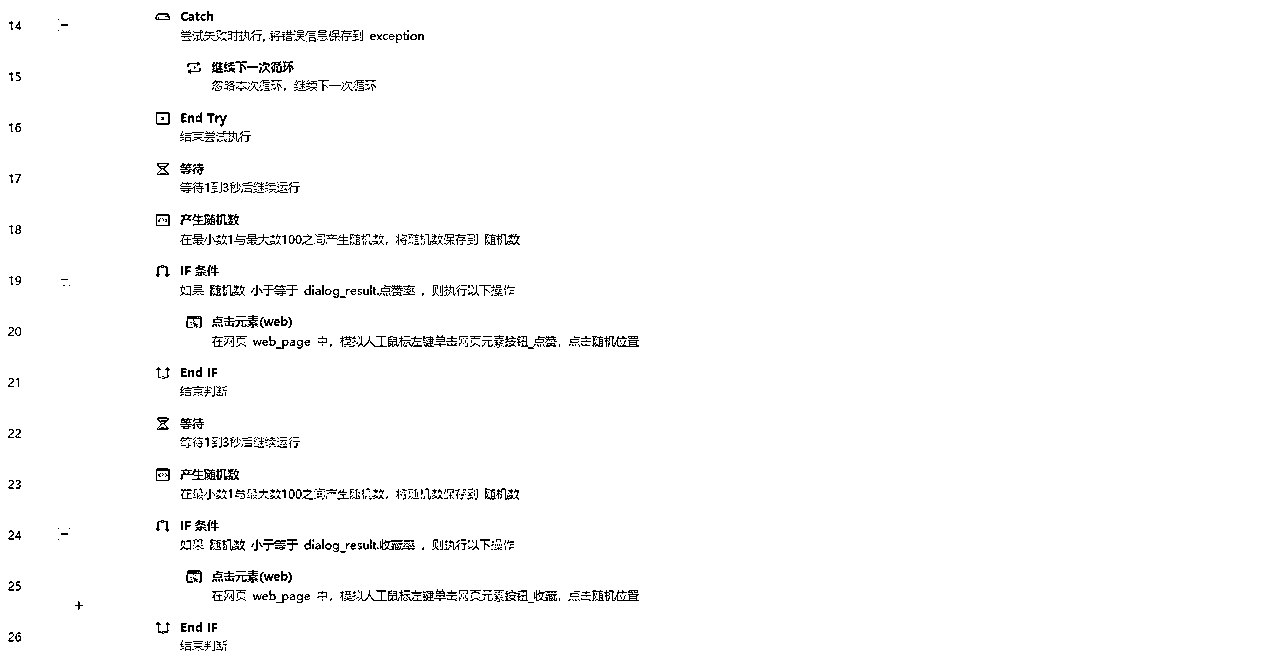 14
Catch
尝试失败时执行, 将错误信息保存到 exception
15
继续下一次循环
忽略本次循环，继续下一次循环
16
End Try
结束尝试执行
17
等待
等待1到3秒后继续运行
18
产生随机数
在最小数1与最大数100之间产生随机数，将随机数保存到 随机数
19
IF 条件
如果 随机数 小于等于 dialog_result.点赞率 ，则执行以下操作
20
点击元素(web)
在网页 web_page 中，模拟人工鼠标左键单击网页元素按钮_点赞，点击随机位置
21
End IF
结束判断
22
等待
等待1到3秒后继续运行
23
产生随机数
在最小数1与最大数100之间产生随机数，将随机数保存到 随机数
24
IF 条件
如果 随机数 小于等于 dialog_result.收藏率 ，则执行以下操作
25
点击元素(web)
在网页 web_page 中，模拟人工鼠标左键单击网页元素按钮_收藏，点击随机位置
26
End IF
结束判断